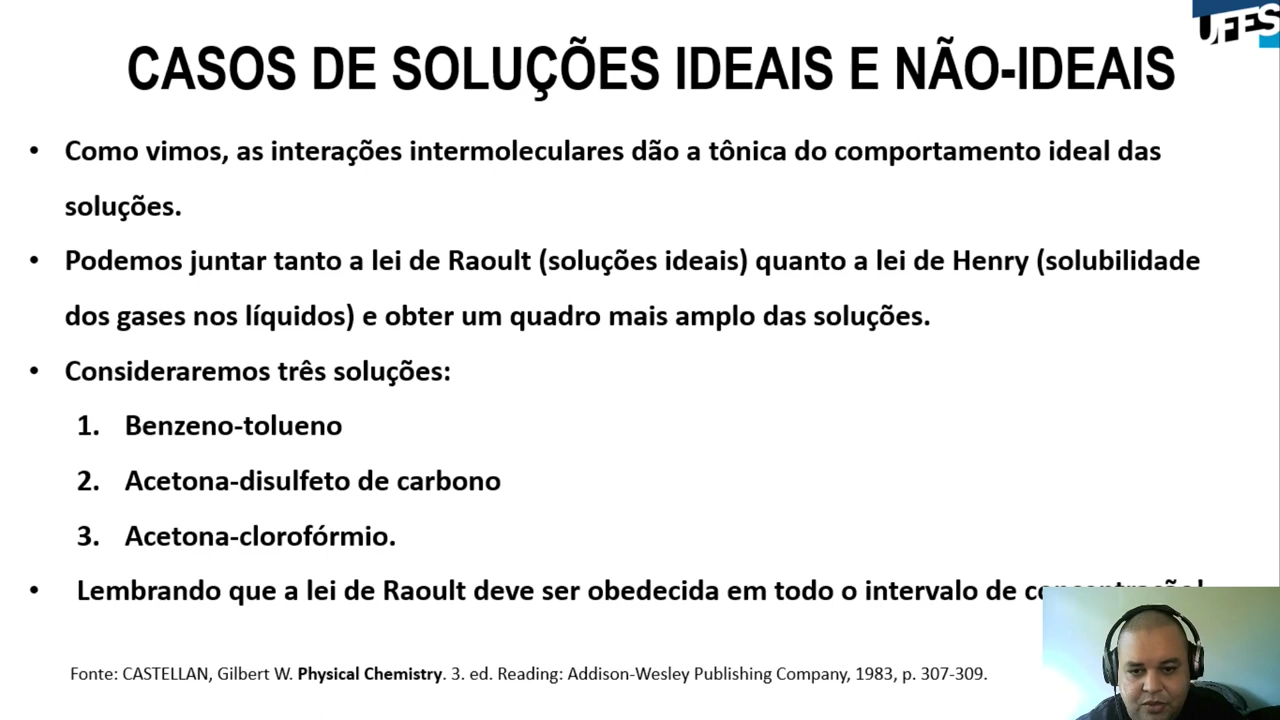 UFES
CASOS DE SOLUÇÕES IDEAIS E NÃO-IDEAIS
• Como vimos, as interações intermoleculares dão a tônica do comportamento ideal das
soluções.
• Podemos juntar tanto a lei de Raoult (soluções ideais) quanto a lei de Henry (solubilidade
dos gases nos líquidos) e obter um quadro mais amplo das soluções.
• Consideraremos três soluções:
1. Benzeno-tolueno
2. Acetona-disulfeto de carbono
3. Acetona-clorofórmio.
• Lembrando que a lei de Raoult deve ser obedecida em todo o intervalo de
Fonte: CASTELLAN, Gilbert W. Physical Chemistry. 3. ed. Reading: Addison-Wesley Publishing Company, 1983, p. 307-309.